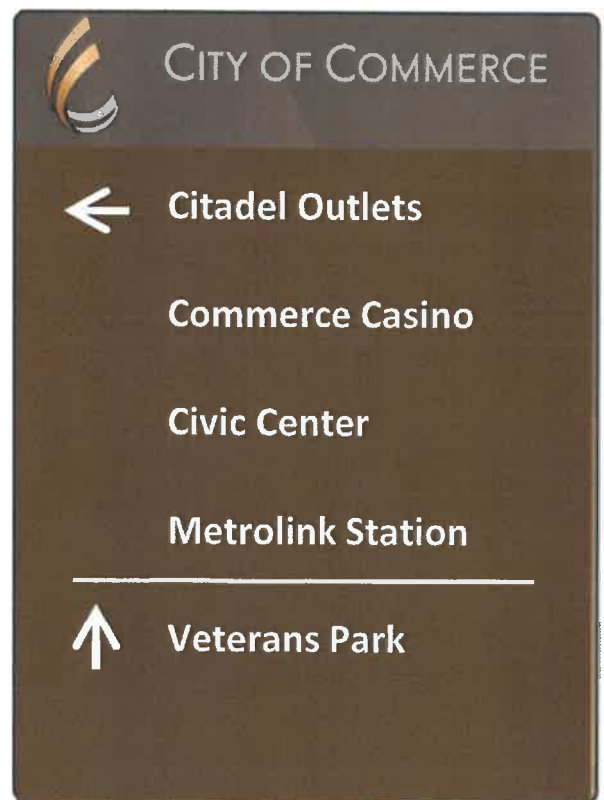 CITY OF COMMERCE
Citadel Outlets
Commerce Casino
Civic Center
Metrolink Station
Veterans Park